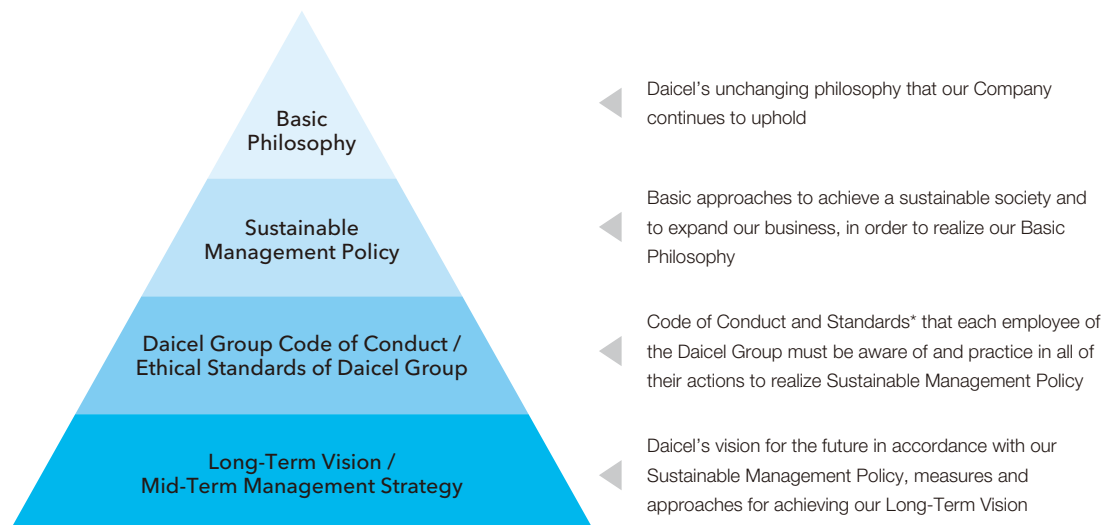 Basic
Philosophy
Daicel's unchanging philosophy that our Company
continues to uphold
Sustainable
Management Policy
Basic approaches to achieve a sustainable society and
to expand our business, in order to realize our Basic
Philosophy
Daicel Group Code of Conduct /
Ethical Standards of Daicel Group
Code of Conduct and Standards* that each employee of
the Daicel Group must be aware of and practice in all of
their actions to realize Sustainable Management Policy
Long-Term Vision /
Mid-Term Management Strategy
Daicel's vision for the future in accordance with our
Sustainable Management Policy, measures and
approaches for achieving our Long-Term Vision